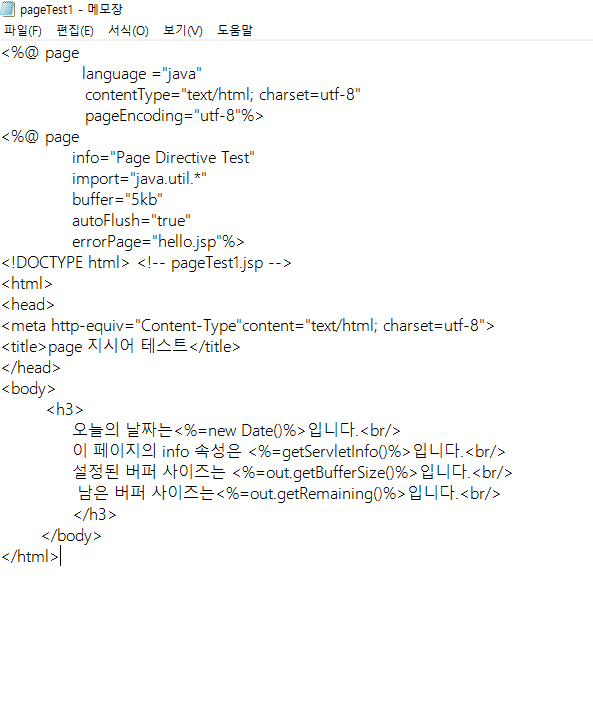 pageTest1 - 메모장
파일(F) 편집(E) 서식(O) 보기(V) 도움말
<%@ page
language ="java"
contentType="text/html; charset=utf-8"
pageEncoding="utf-8"%>
<%@ page
info="Page Directive Test"
import="java.util.*"
buffer="5kb"
autoFlush="true"
errorPage="hello.jsp"%>
<!DOCTYPE html> <!-- pageTest1.jsp -->
<html>
<head>
<meta http-equiv="Content-Type"content="text/html; charset=utf-8">
<title>page 지시어 테스트</title>
</head>
<body>
<h3>
오늘의 날짜는<%=new Date()%>입니다.<br/>
이 페이지의 info 속성은 <%=getServletInfo()%>입니다.<br/>
설정된 버퍼 사이즈는 <%=out.getBufferSize()%>입니다.<br/>
남은 버퍼 사이즈는<%=out.getRemaining()%>입니다.<br/>
</h3>
</body>
</html>